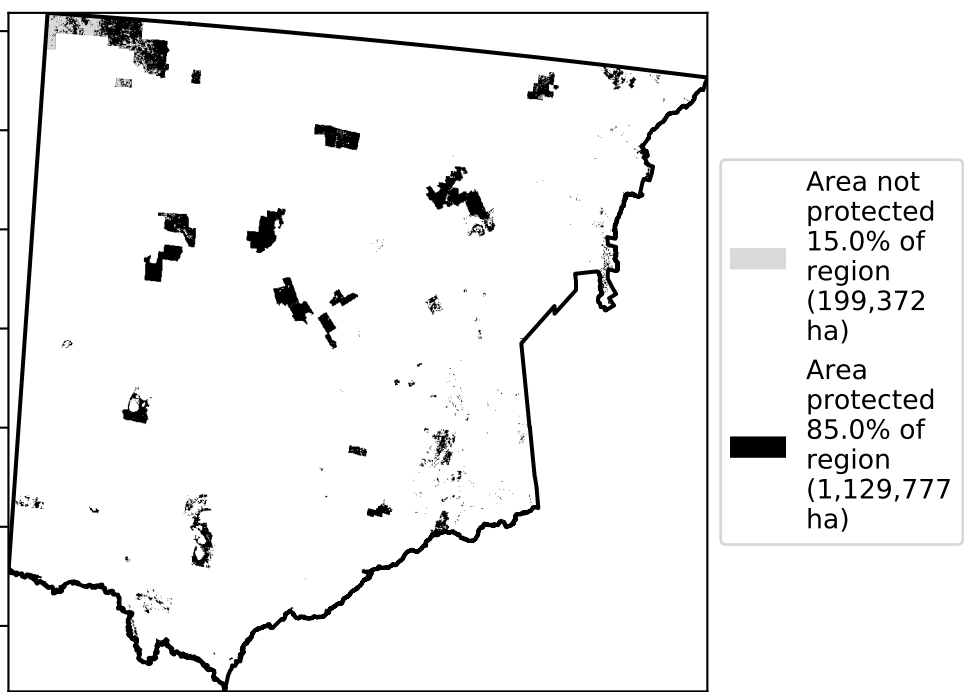 Area not
protected
15.0% of
region
(199,372
ha)
Area
protected
85.0% of
region
(1,129,777
ha)